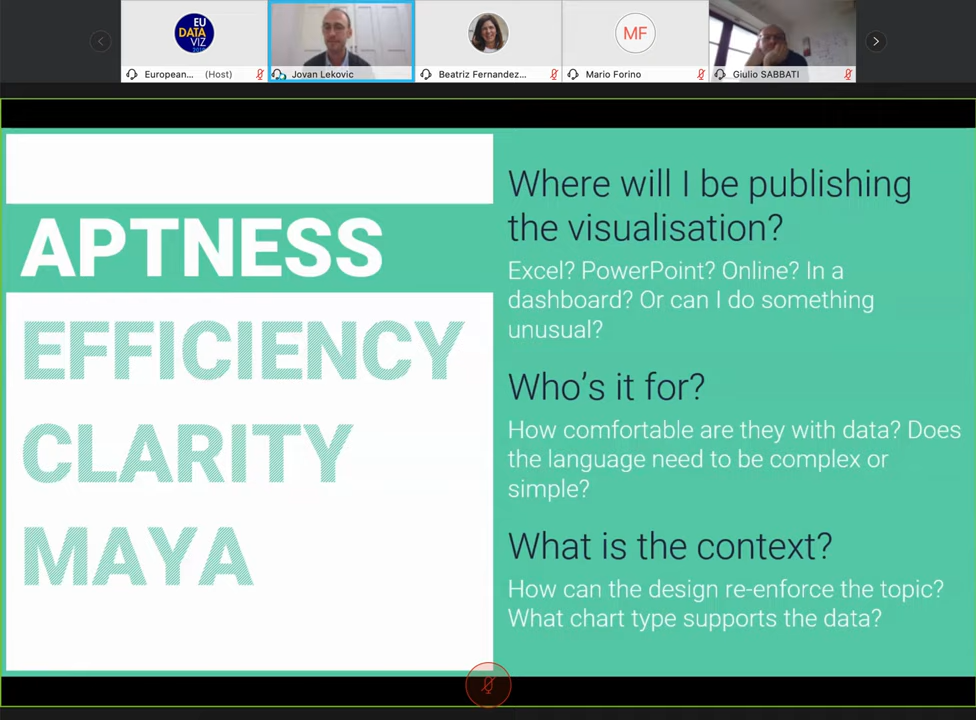 EU
DATA
VIZ
European... (Host)
Jovan Lekovic
Beatriz Fernandez...
MF
Mario Forino
Giulio SABBATI
APTNESS
EFFICIENCY
CLARITY
MAYA
Where will I be publishing
the visualisation?
Excel? PowerPoint? Online? In a
dashboard? Or can I do something
unusual?
Who's it for?
How comfortable are they with data? Does
the language need to be complex or
simple?
What is the context?
How can the design re-enforce the topic?
What chart type supports the data?